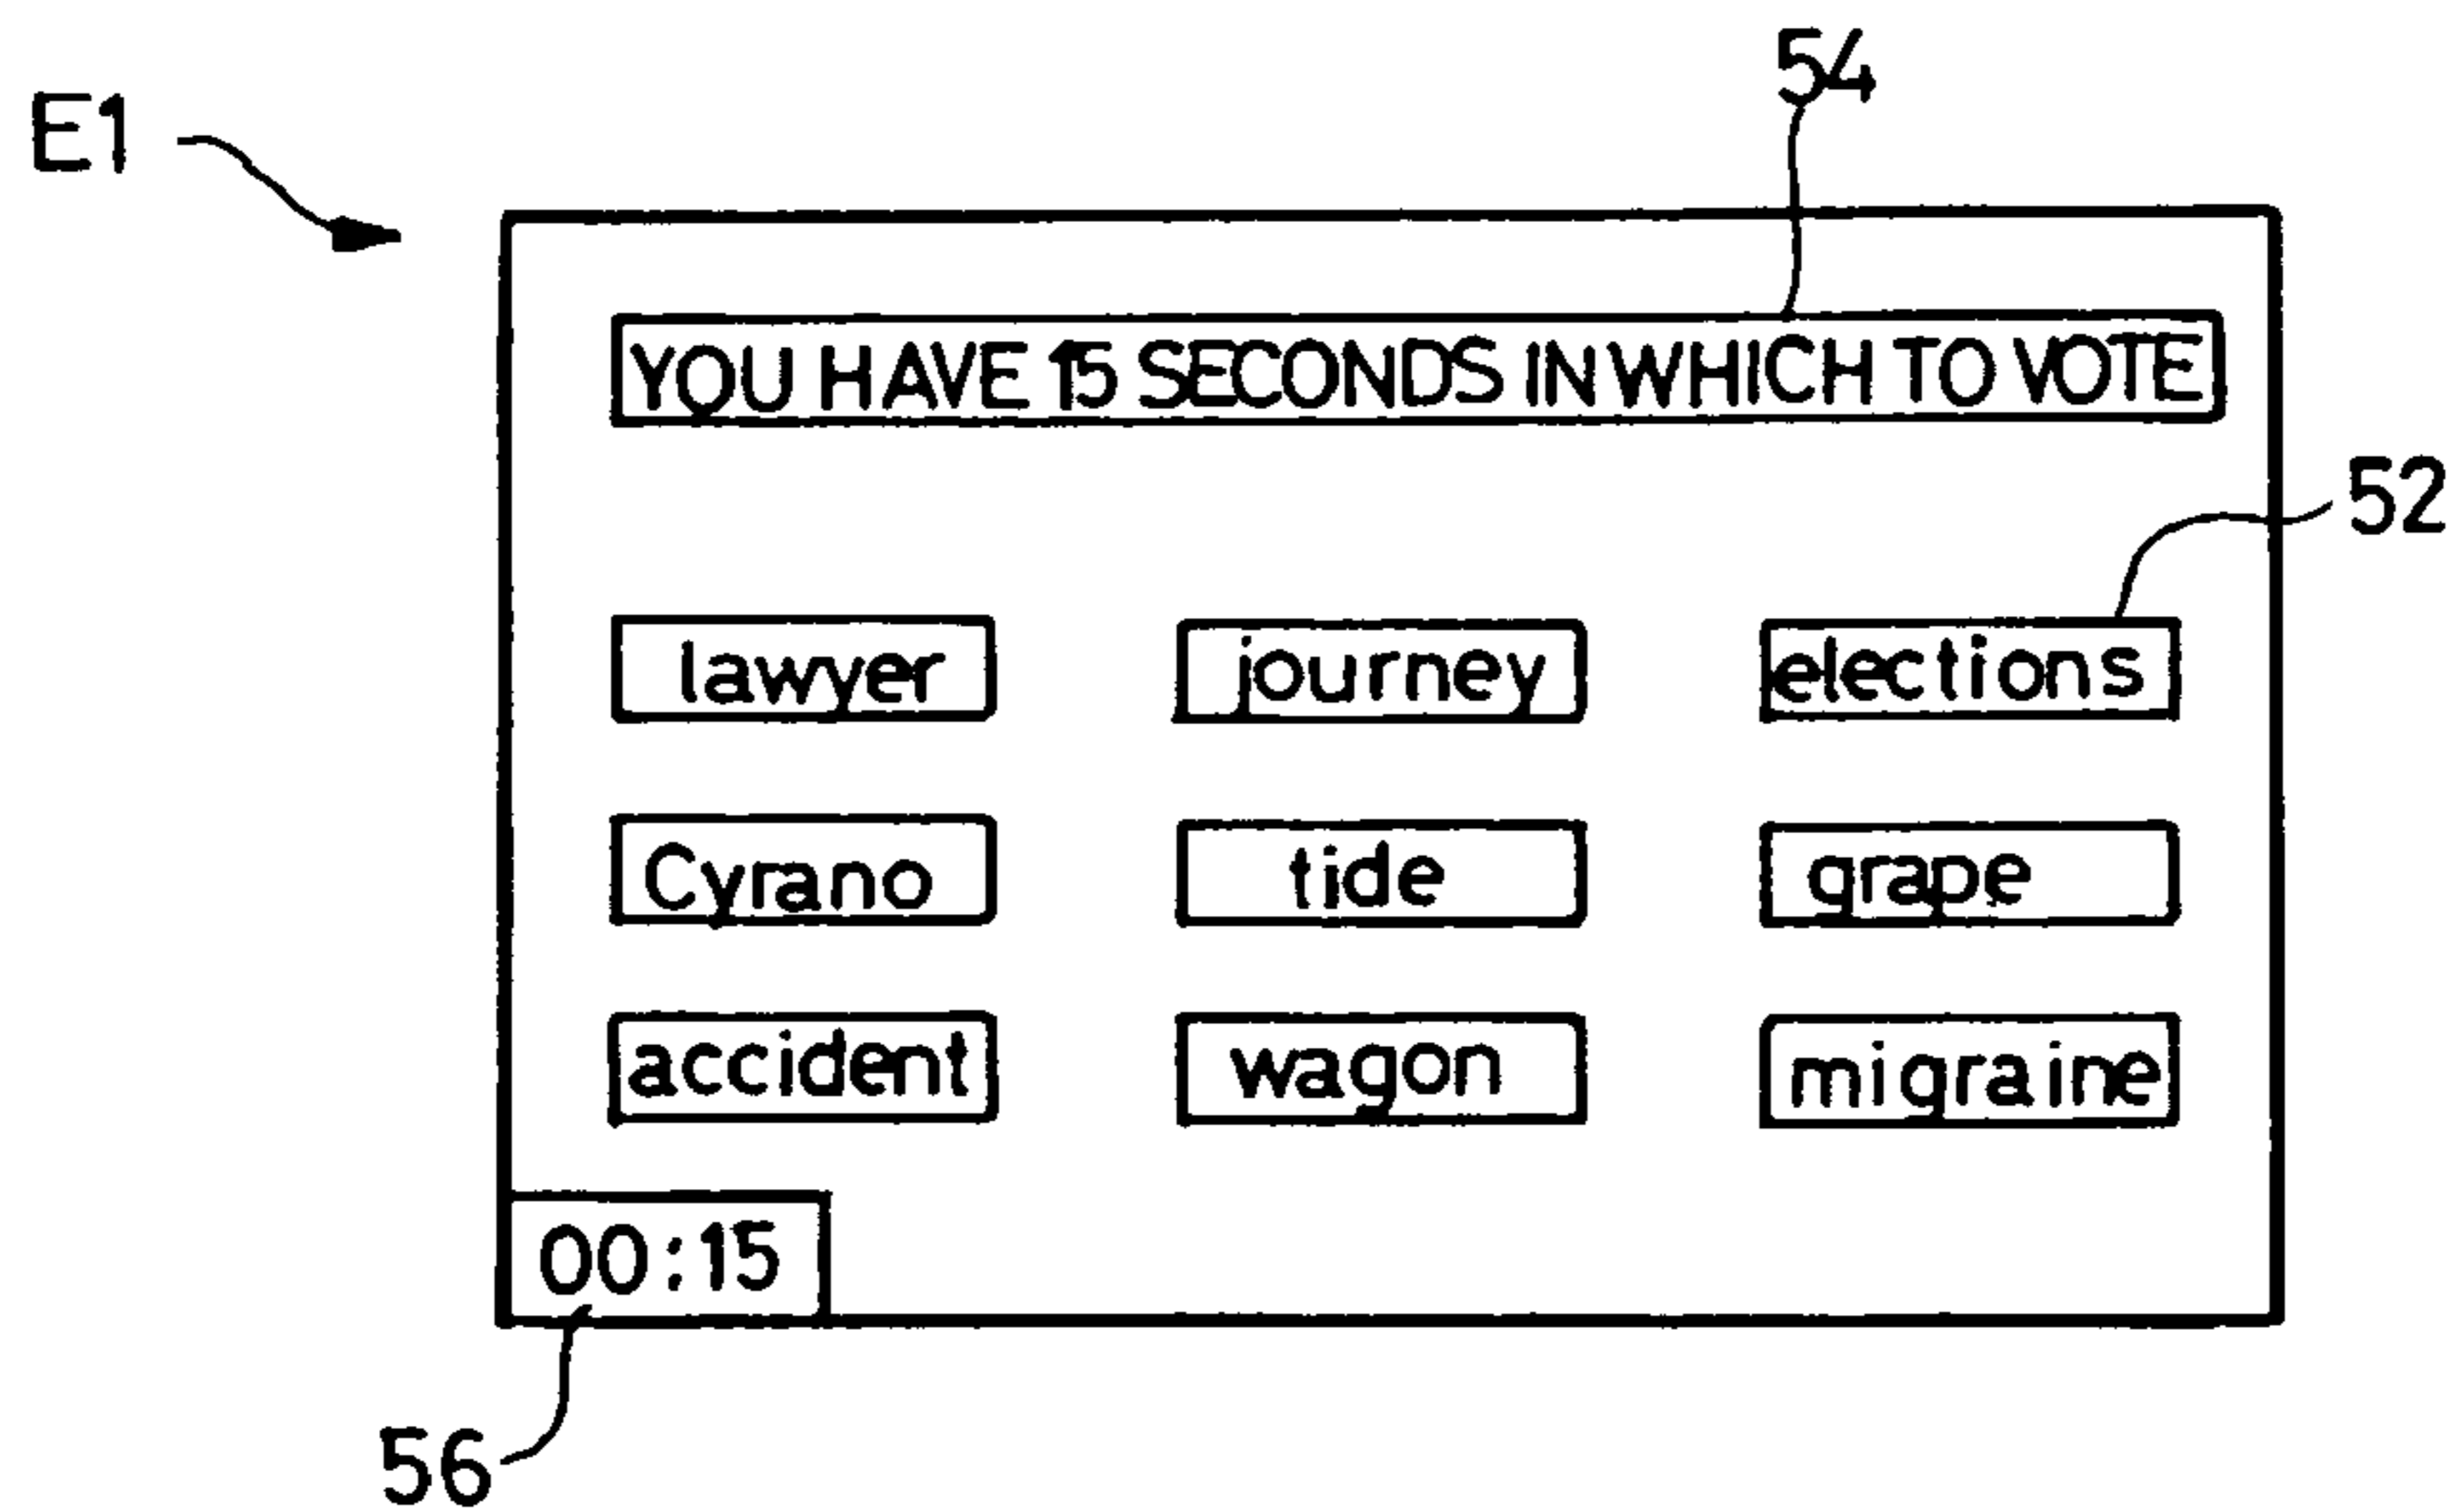 54
E1
YOU HAVE 15 SECONDS IN WHICH TO VOTE
52
lawyer journey elections
Cyrano tide grape
accident wagon migraine
00:15
56